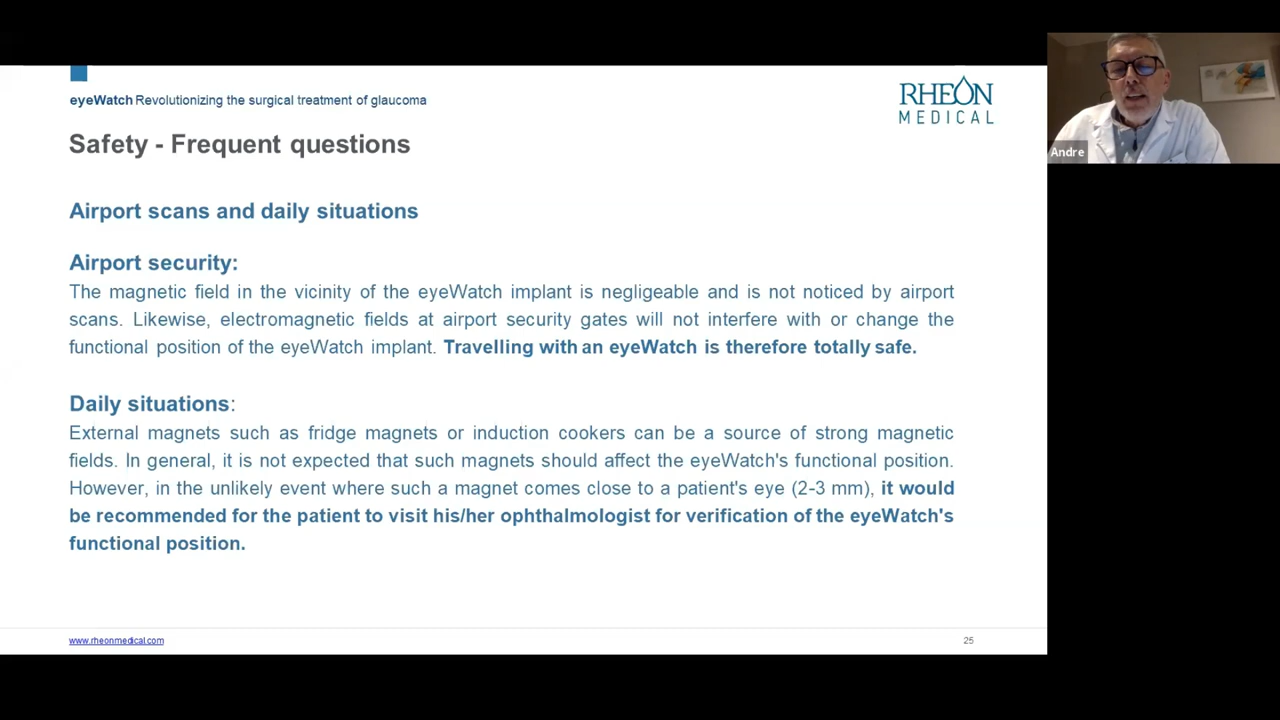 eyeWatch Revolutionizing the surgical treatment of glaucoma
RHEON
MEDICAL
Safety - Frequent questions
Andre
Airport scans and daily situations
Airport security:
The magnetic field in the vicinity of the eyeWatch implant is negligeable and is not noticed by airport
scans. Likewise, electromagnetic fields at airport security gates will not interfere with or change the
functional position of the eyeWatch implant. Travelling with an eyeWatch is therefore totally safe.
Daily situations:
External magnets such as fridge magnets or induction cookers can be a source of strong magnetic
fields. In general, it is not expected that such magnets should affect the eyeWatch's functional position.
However, in the unlikely event where such a magnet comes close to a patient's eye (2-3 mm), it would
be recommended for the patient to visit his/her ophthalmologist for verification of the eyeWatch's
functional position.
www.rheonmedical.com
25